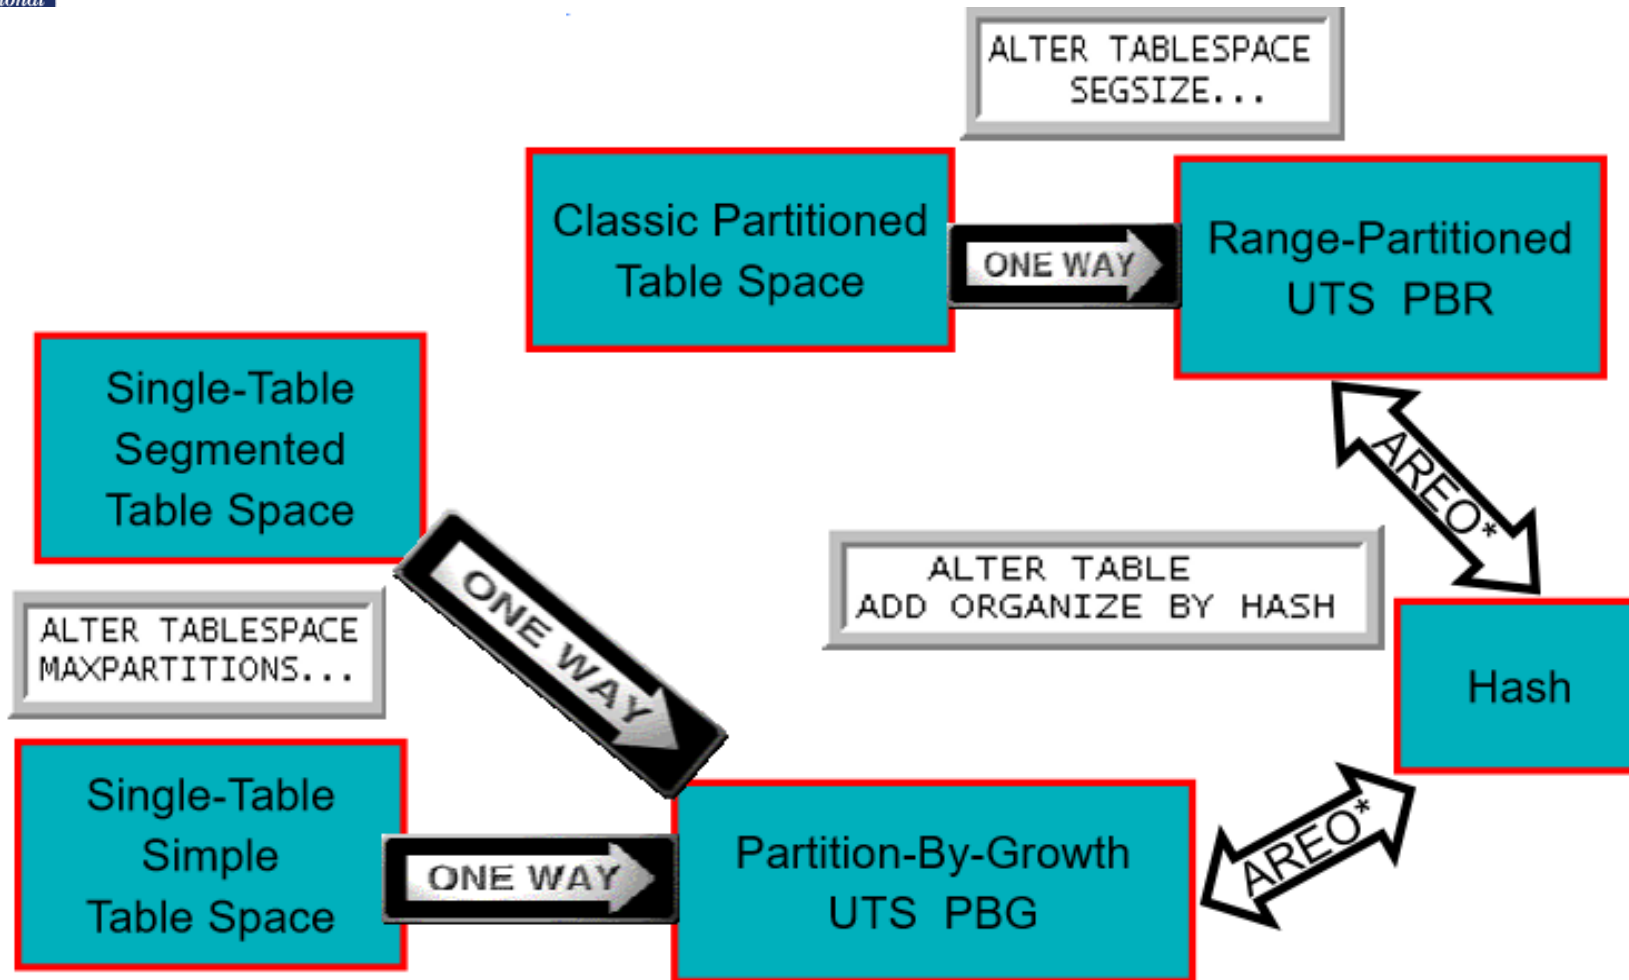 ALTER TABLESPACE
SEGSIZE...
Classic Partitioned
Table Space
ONE WAY
Range-Partitioned
UTS PBR
Single-Table
Segmented
Table Space
ONE WAY
AREO*
ALTER TABLE
ADD ORGANIZE BY HASH
ALTER TABLESPACE
MAXPARTITIONS...
Hash
Single-Table
Simple
Table Space
ONE WAY
Partition-By-Growth
UTS PBG
AREO*